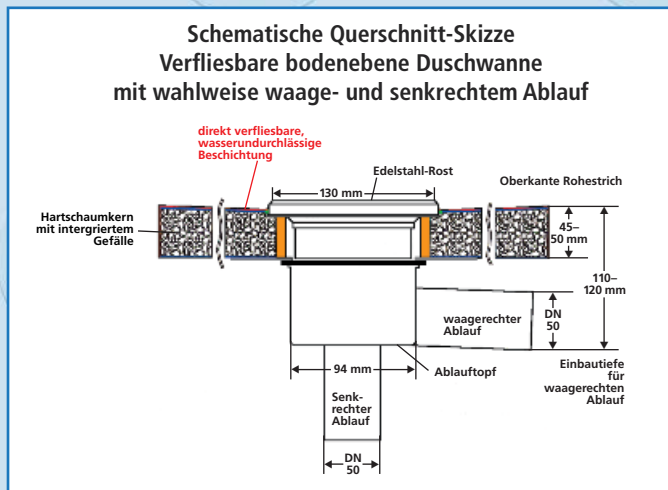 Schematische Querschnitt-Skizze
Verfliesbare bodenebene Duschwanne
mit wahlweise waage- und senkrechtem Ablauf
direkt verfliesbare,
wasserundurchlässige
Beschichtung
Edelstahl-Rost
130 mm
Oberkante Rohestrich
Hartschaumkern
mit intergriertem
Gefälle
45–
50 mm
110–
120 mm
waagerechter
Ablauf
DN
50
94 mm
Ablauftopf
Einbautiefe
für
waagerechten
Ablauf
Senk-
rechter
Ablauf
DN
50